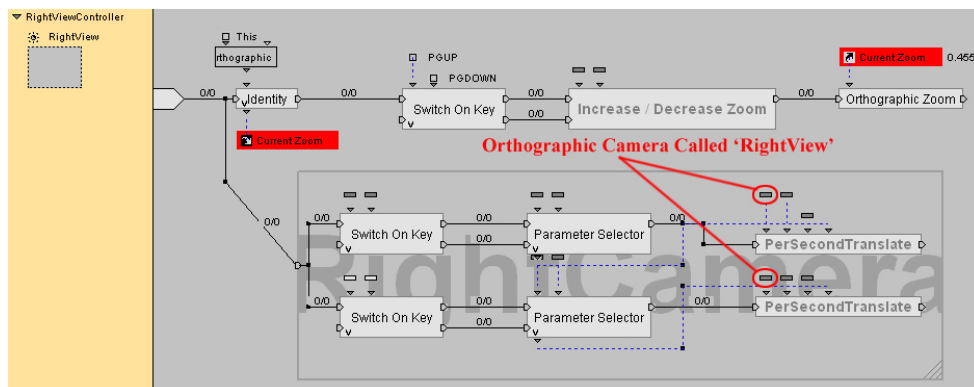 RightViewController
RightView
This
rthographic
PGUP
PGDOWN
Current Zoom
0.455
0/0
Identity
0/0
Switch On Key
0/0
0/0
Increase / Decrease Zoom
0/0
Orthographic Zoom
Current Zoom
Orthographic Camera Called ‘RightView’
0/0
0/0
Switch On Key
0/0
0/0
Parameter Selector
0/0
PerSecondTranslate
RightCamera
0/0
Switch On Key
0/0
0/0
Parameter Selector
0/0
PerSecondTranslate